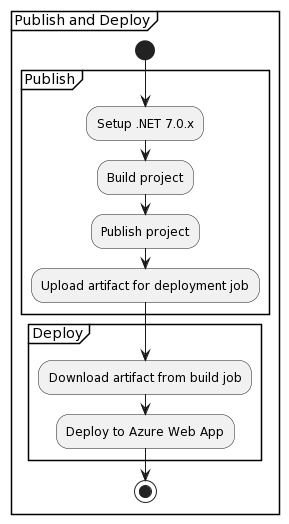 Publish and Deploy
Publish
Setup .NET 7.0.x
Build project
Publish project
Upload artifact for deployment job
Deploy
Download artifact from build job
Deploy to Azure Web App